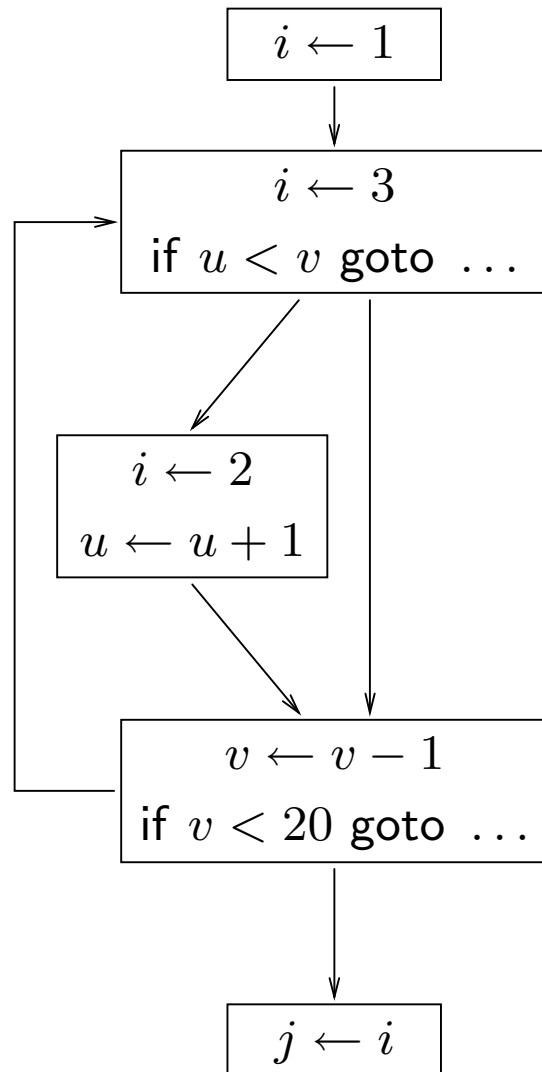 i ← 1
i ← 3
if u < v goto ...
i ← 2
u ← u + 1
v ← v − 1
if v < 20 goto ...
j ← i